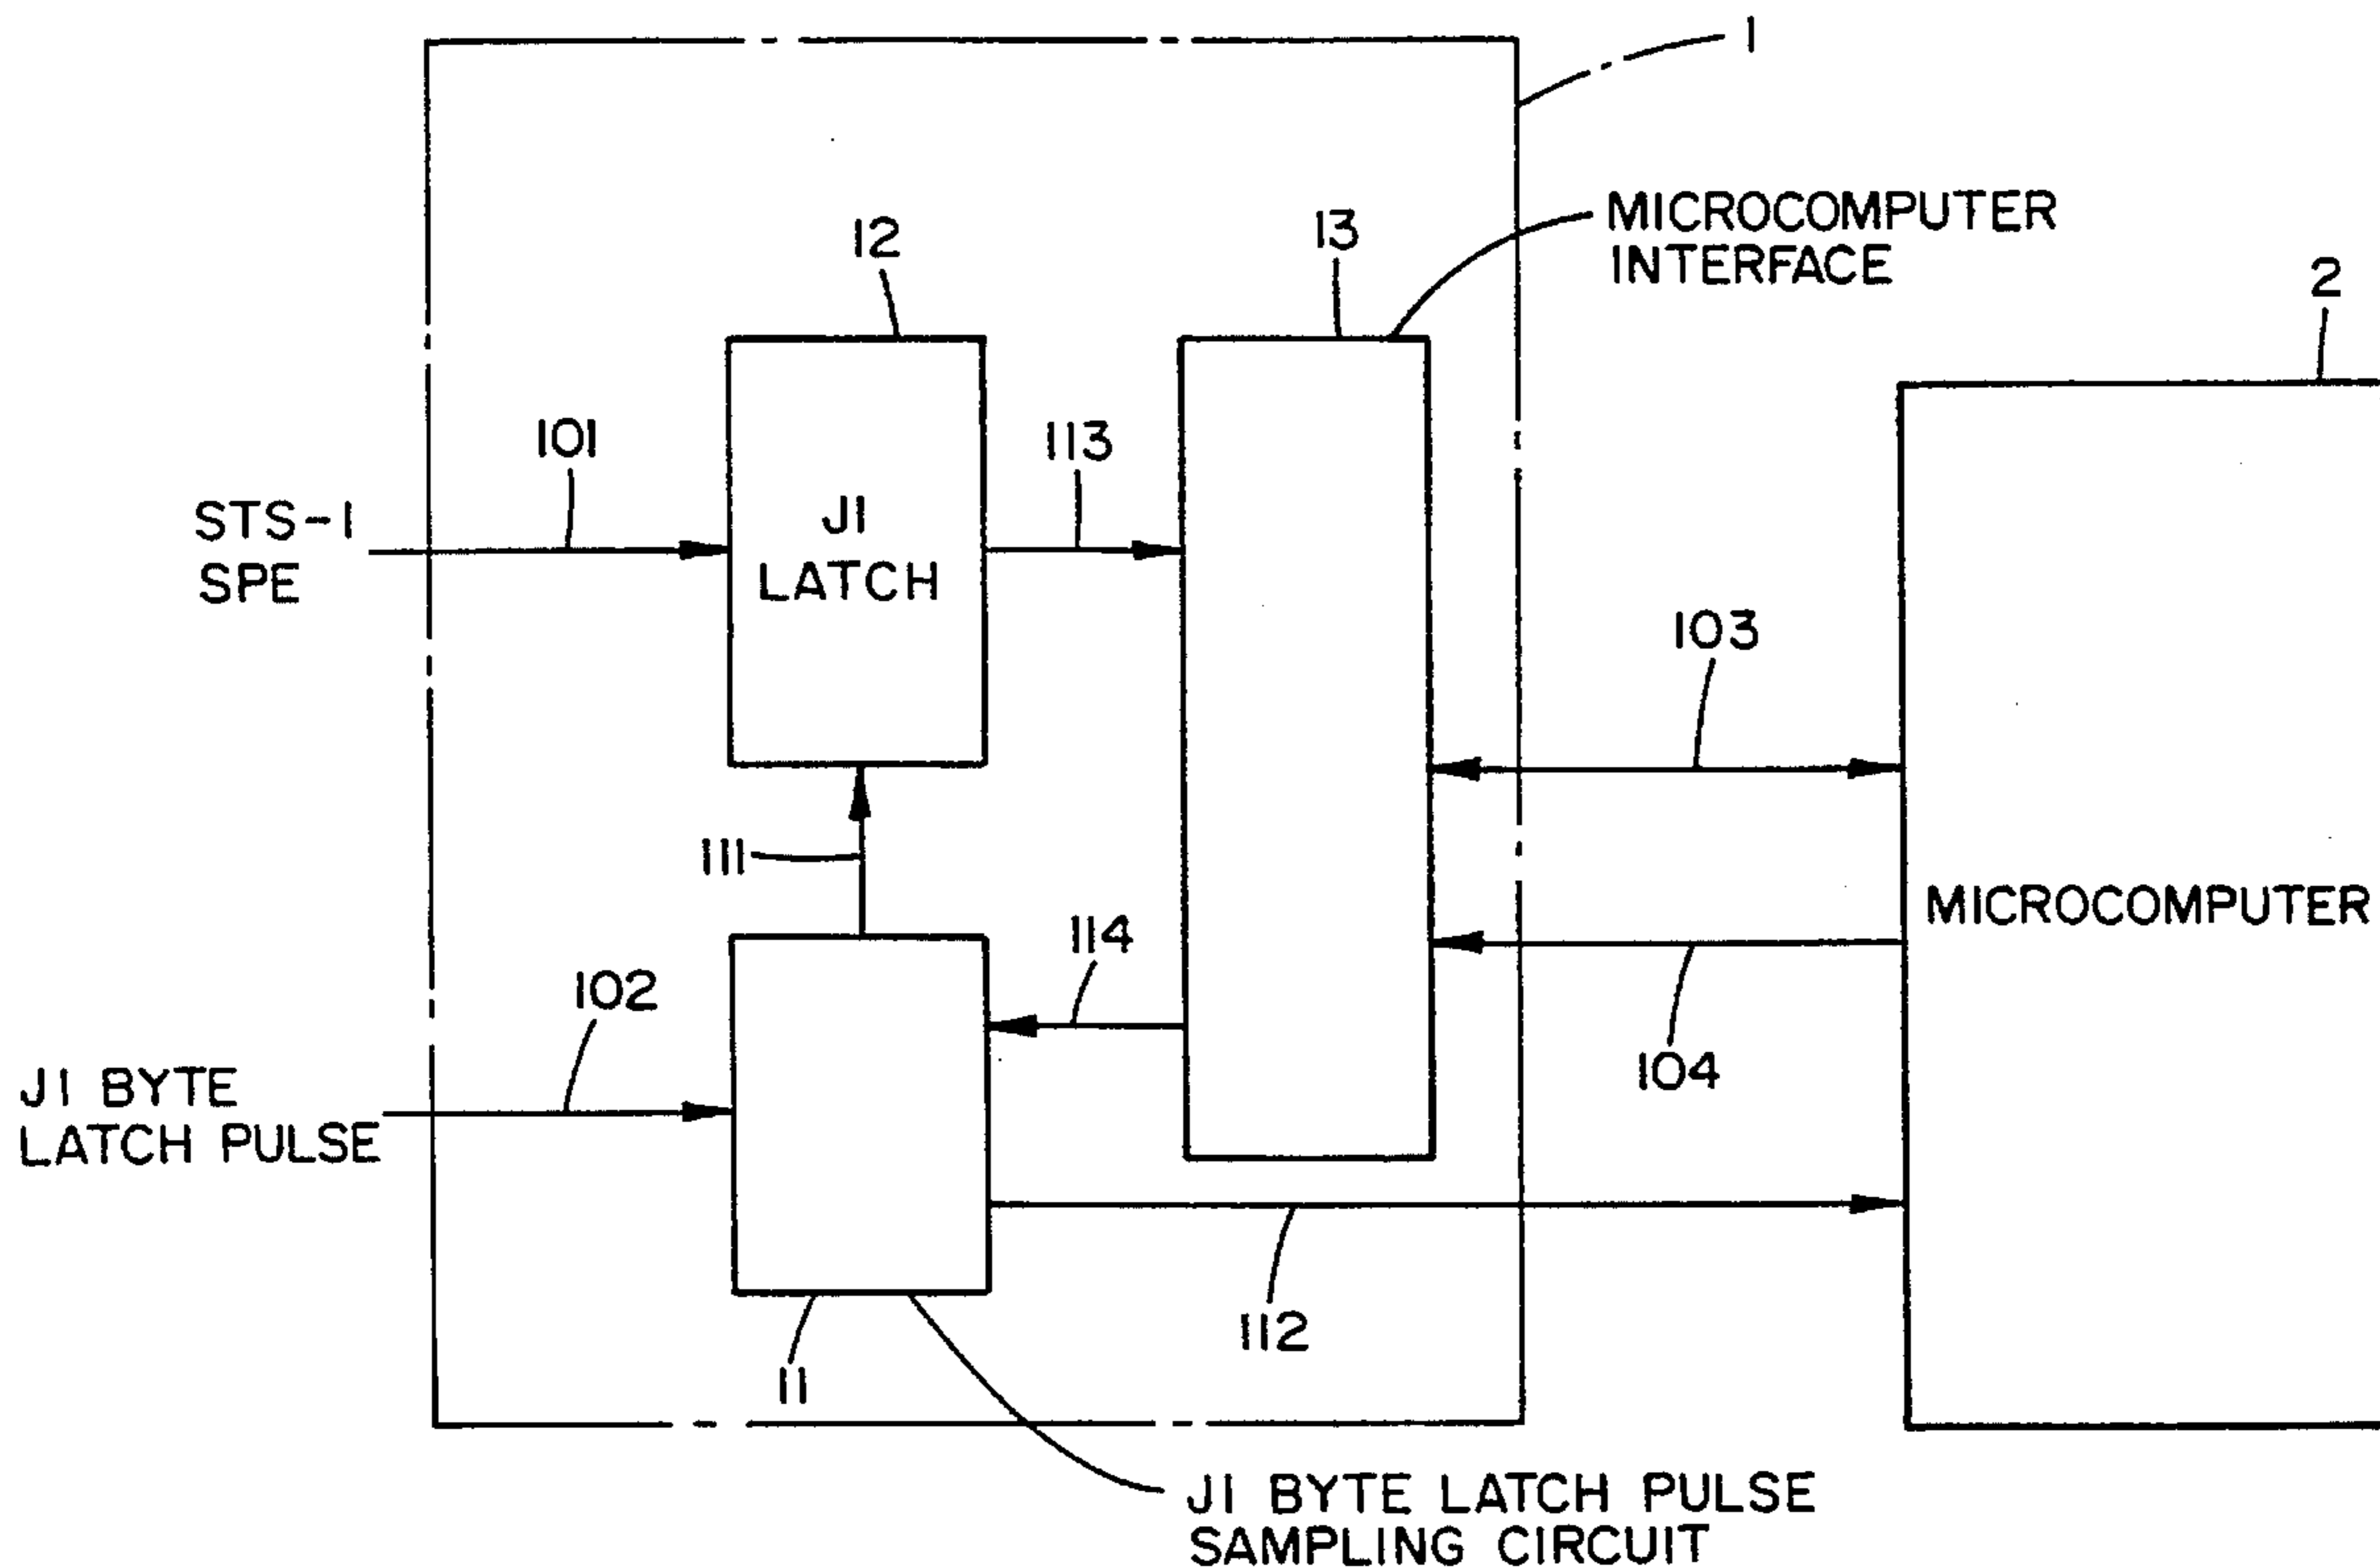 1
MICROCOMPUTER
INTERFACE
12
13
2
101
113
STS-1
SPE
J1
LATCH
103
111
MICROCOMPUTER
114
102
104
J1 BYTE
LATCH PULSE
112
11
J1 BYTE LATCH PULSE
SAMPLING CIRCUIT